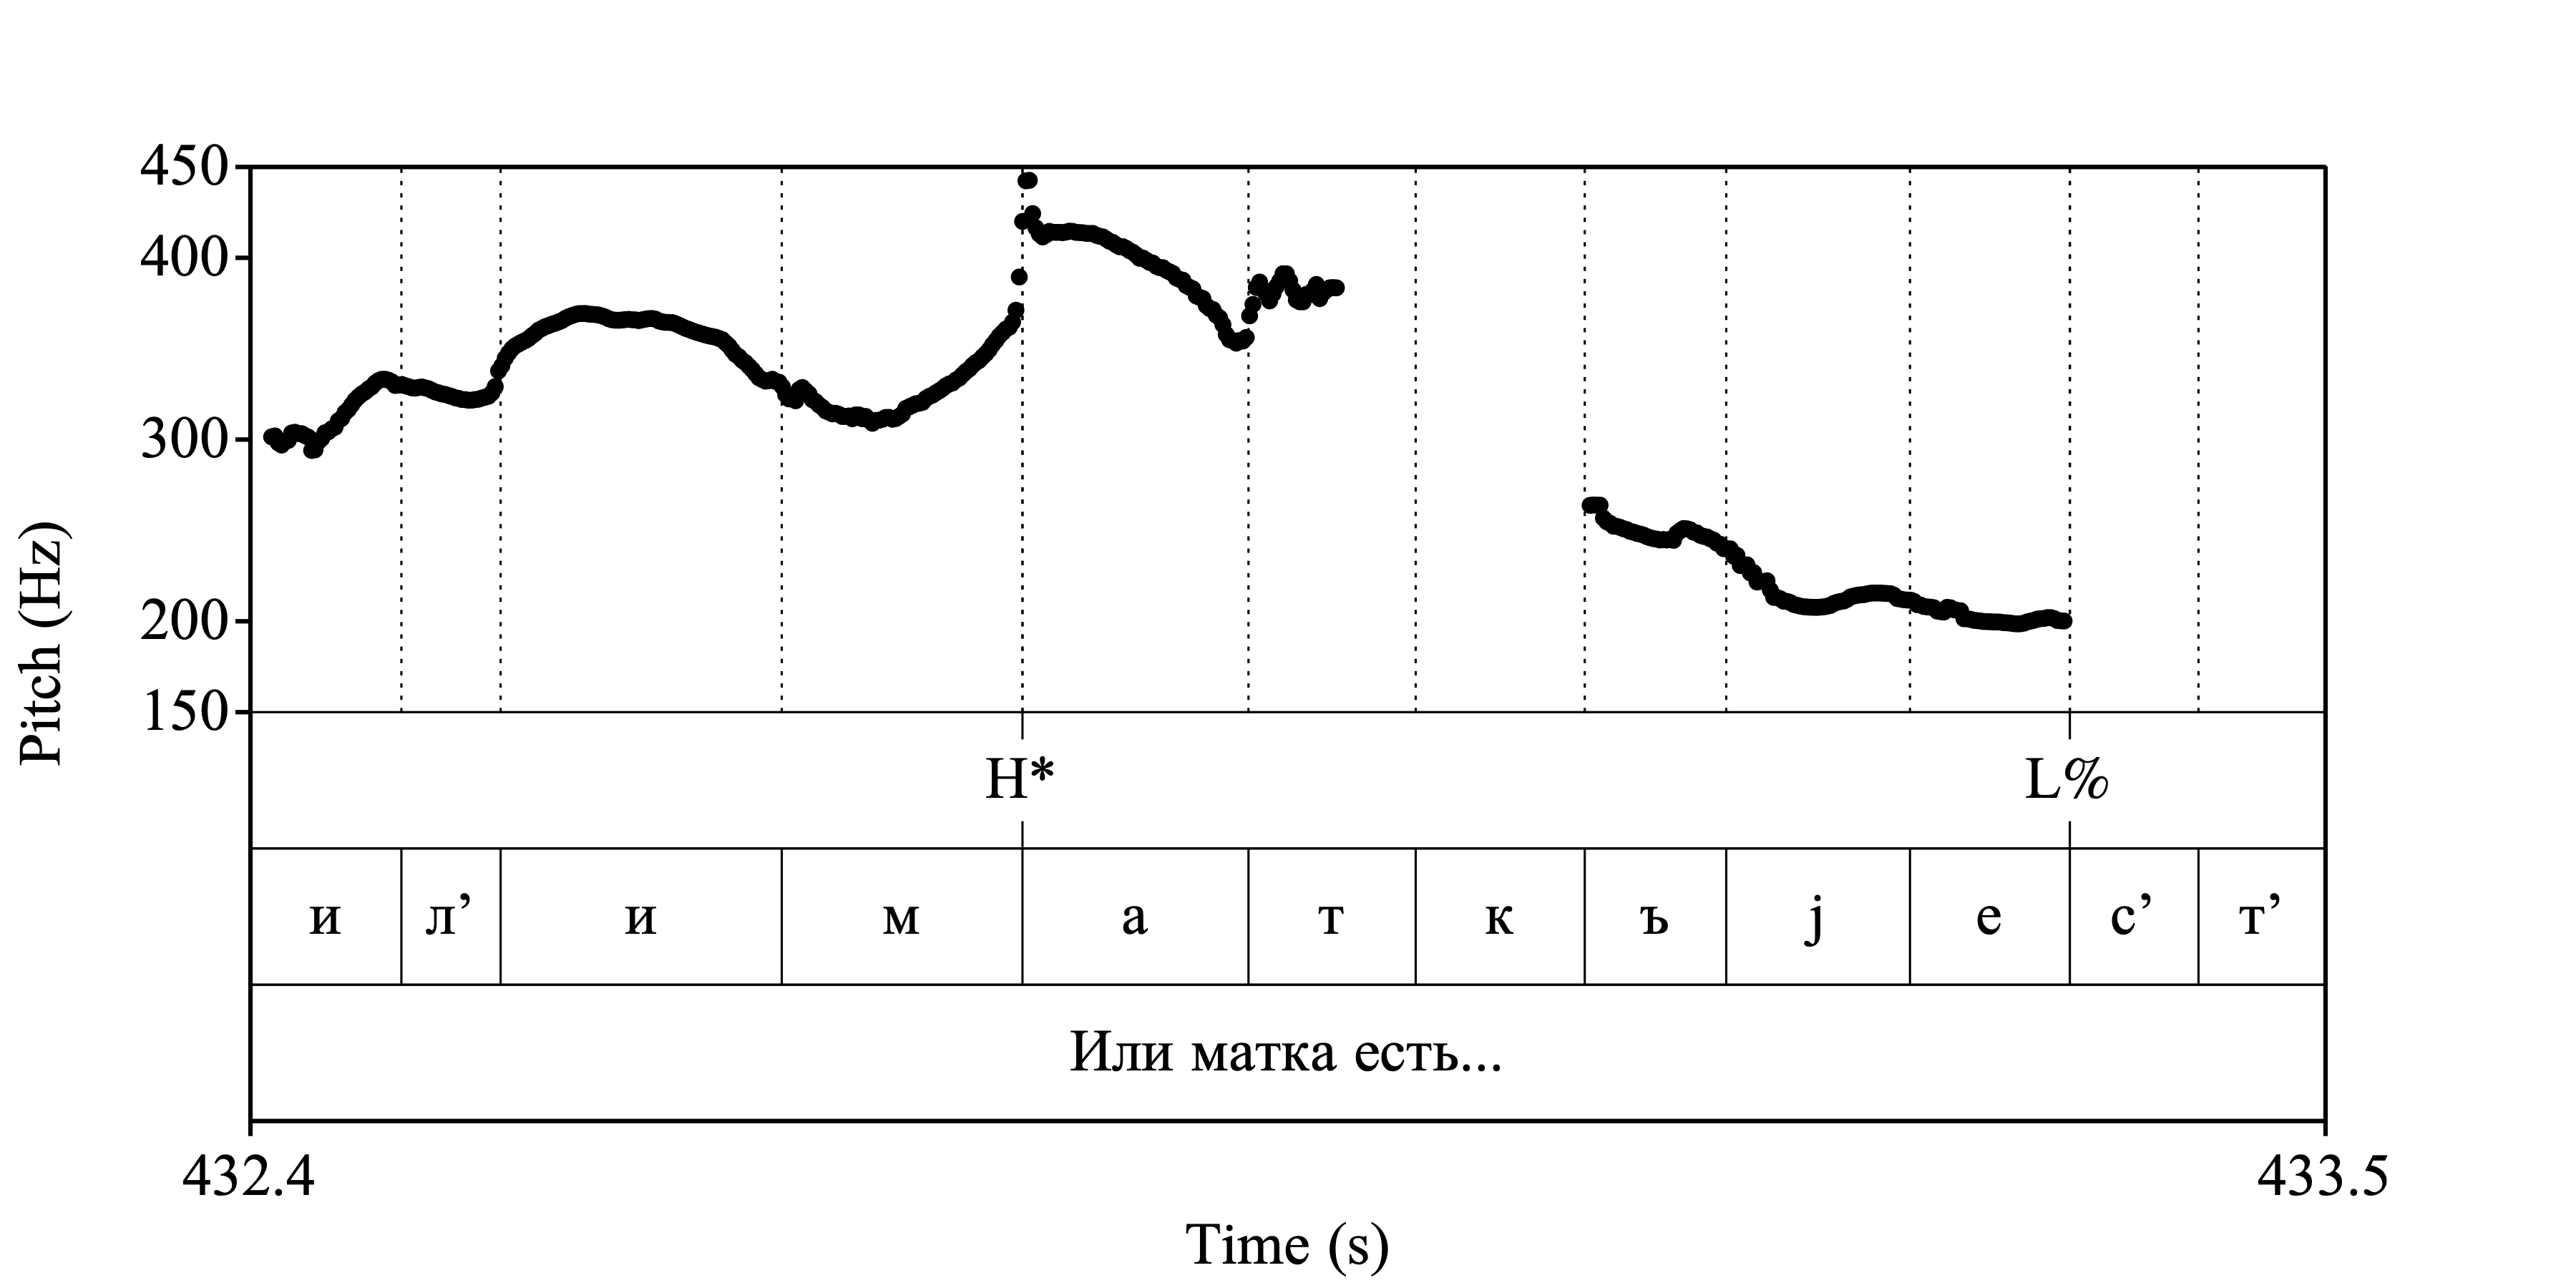 450
400
300
200
150
Pitch (Hz)
H* L%
и л’ и м а т к ъ j е с’ т’
Или матка есть...
432.4 433.5
Time (s)